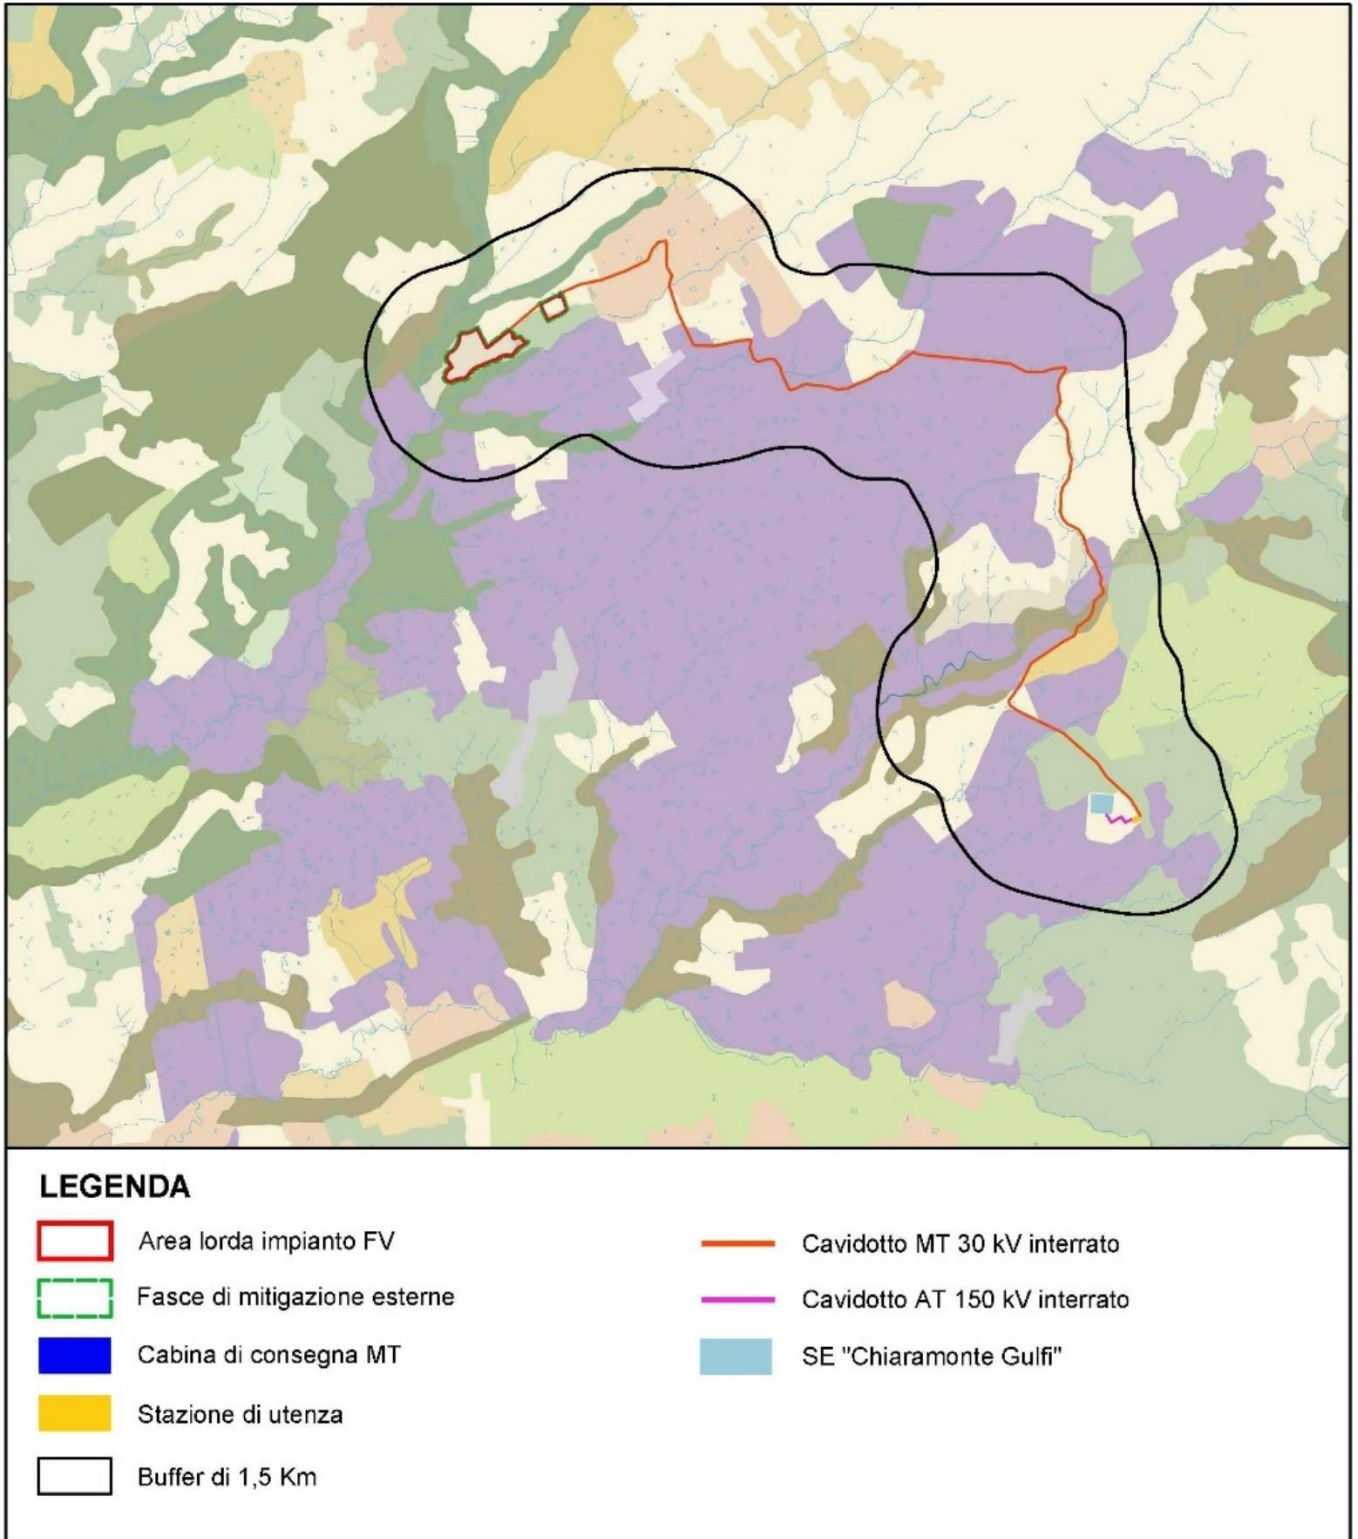 LEGENDA
Area lorda impianto FV
Fasce di mitigazione esterne
Cabina di consegna MT
Stazione di utenza
Buffer di 1,5 Km
Cavidotto MT 30 kV interrato
Cavidotto AT 150 kV interrato
SE "Chiaramonte Gulfi"